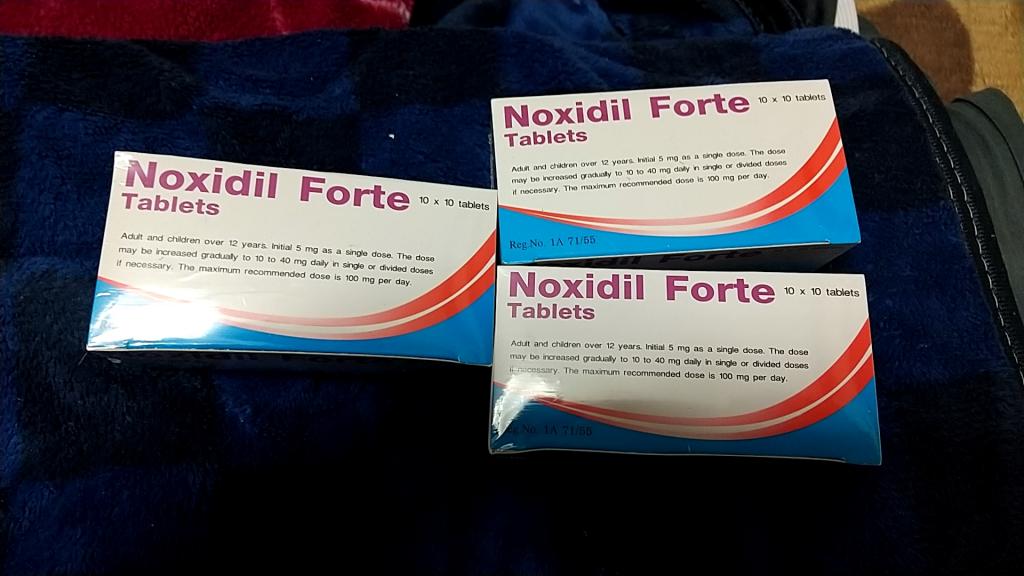 Noxidil Forte 10 x 10 tablets
Tablets
Adult and children over 12 years. Initial 5 mg as a single dose. The dose
may be increased gradually to 10 to 40 mg daily in single or divided doses
if necessary. The maximum recommended dose is 100 mg per day.
Noxidil Forte 10 x 10 tablets
Tablets
Adult and children over 12 years. Initial 5 mg as a single dose. The dose
may be increased gradually to 10 to 40 mg daily in single or divided doses
if necessary. The maximum recommended dose is 100 mg per day.
Reg.No. 1A 71/55
Forte
Noxidil Forte 10 x 10 tablets
Tablets
Adult and children over 12 years. Initial 5 mg as a single dose. The dose
may be increased gradually to 10 to 40 mg daily in single or divided doses
if necessary. The maximum recommended dose is 100 mg per day.
No. 1A 71/55